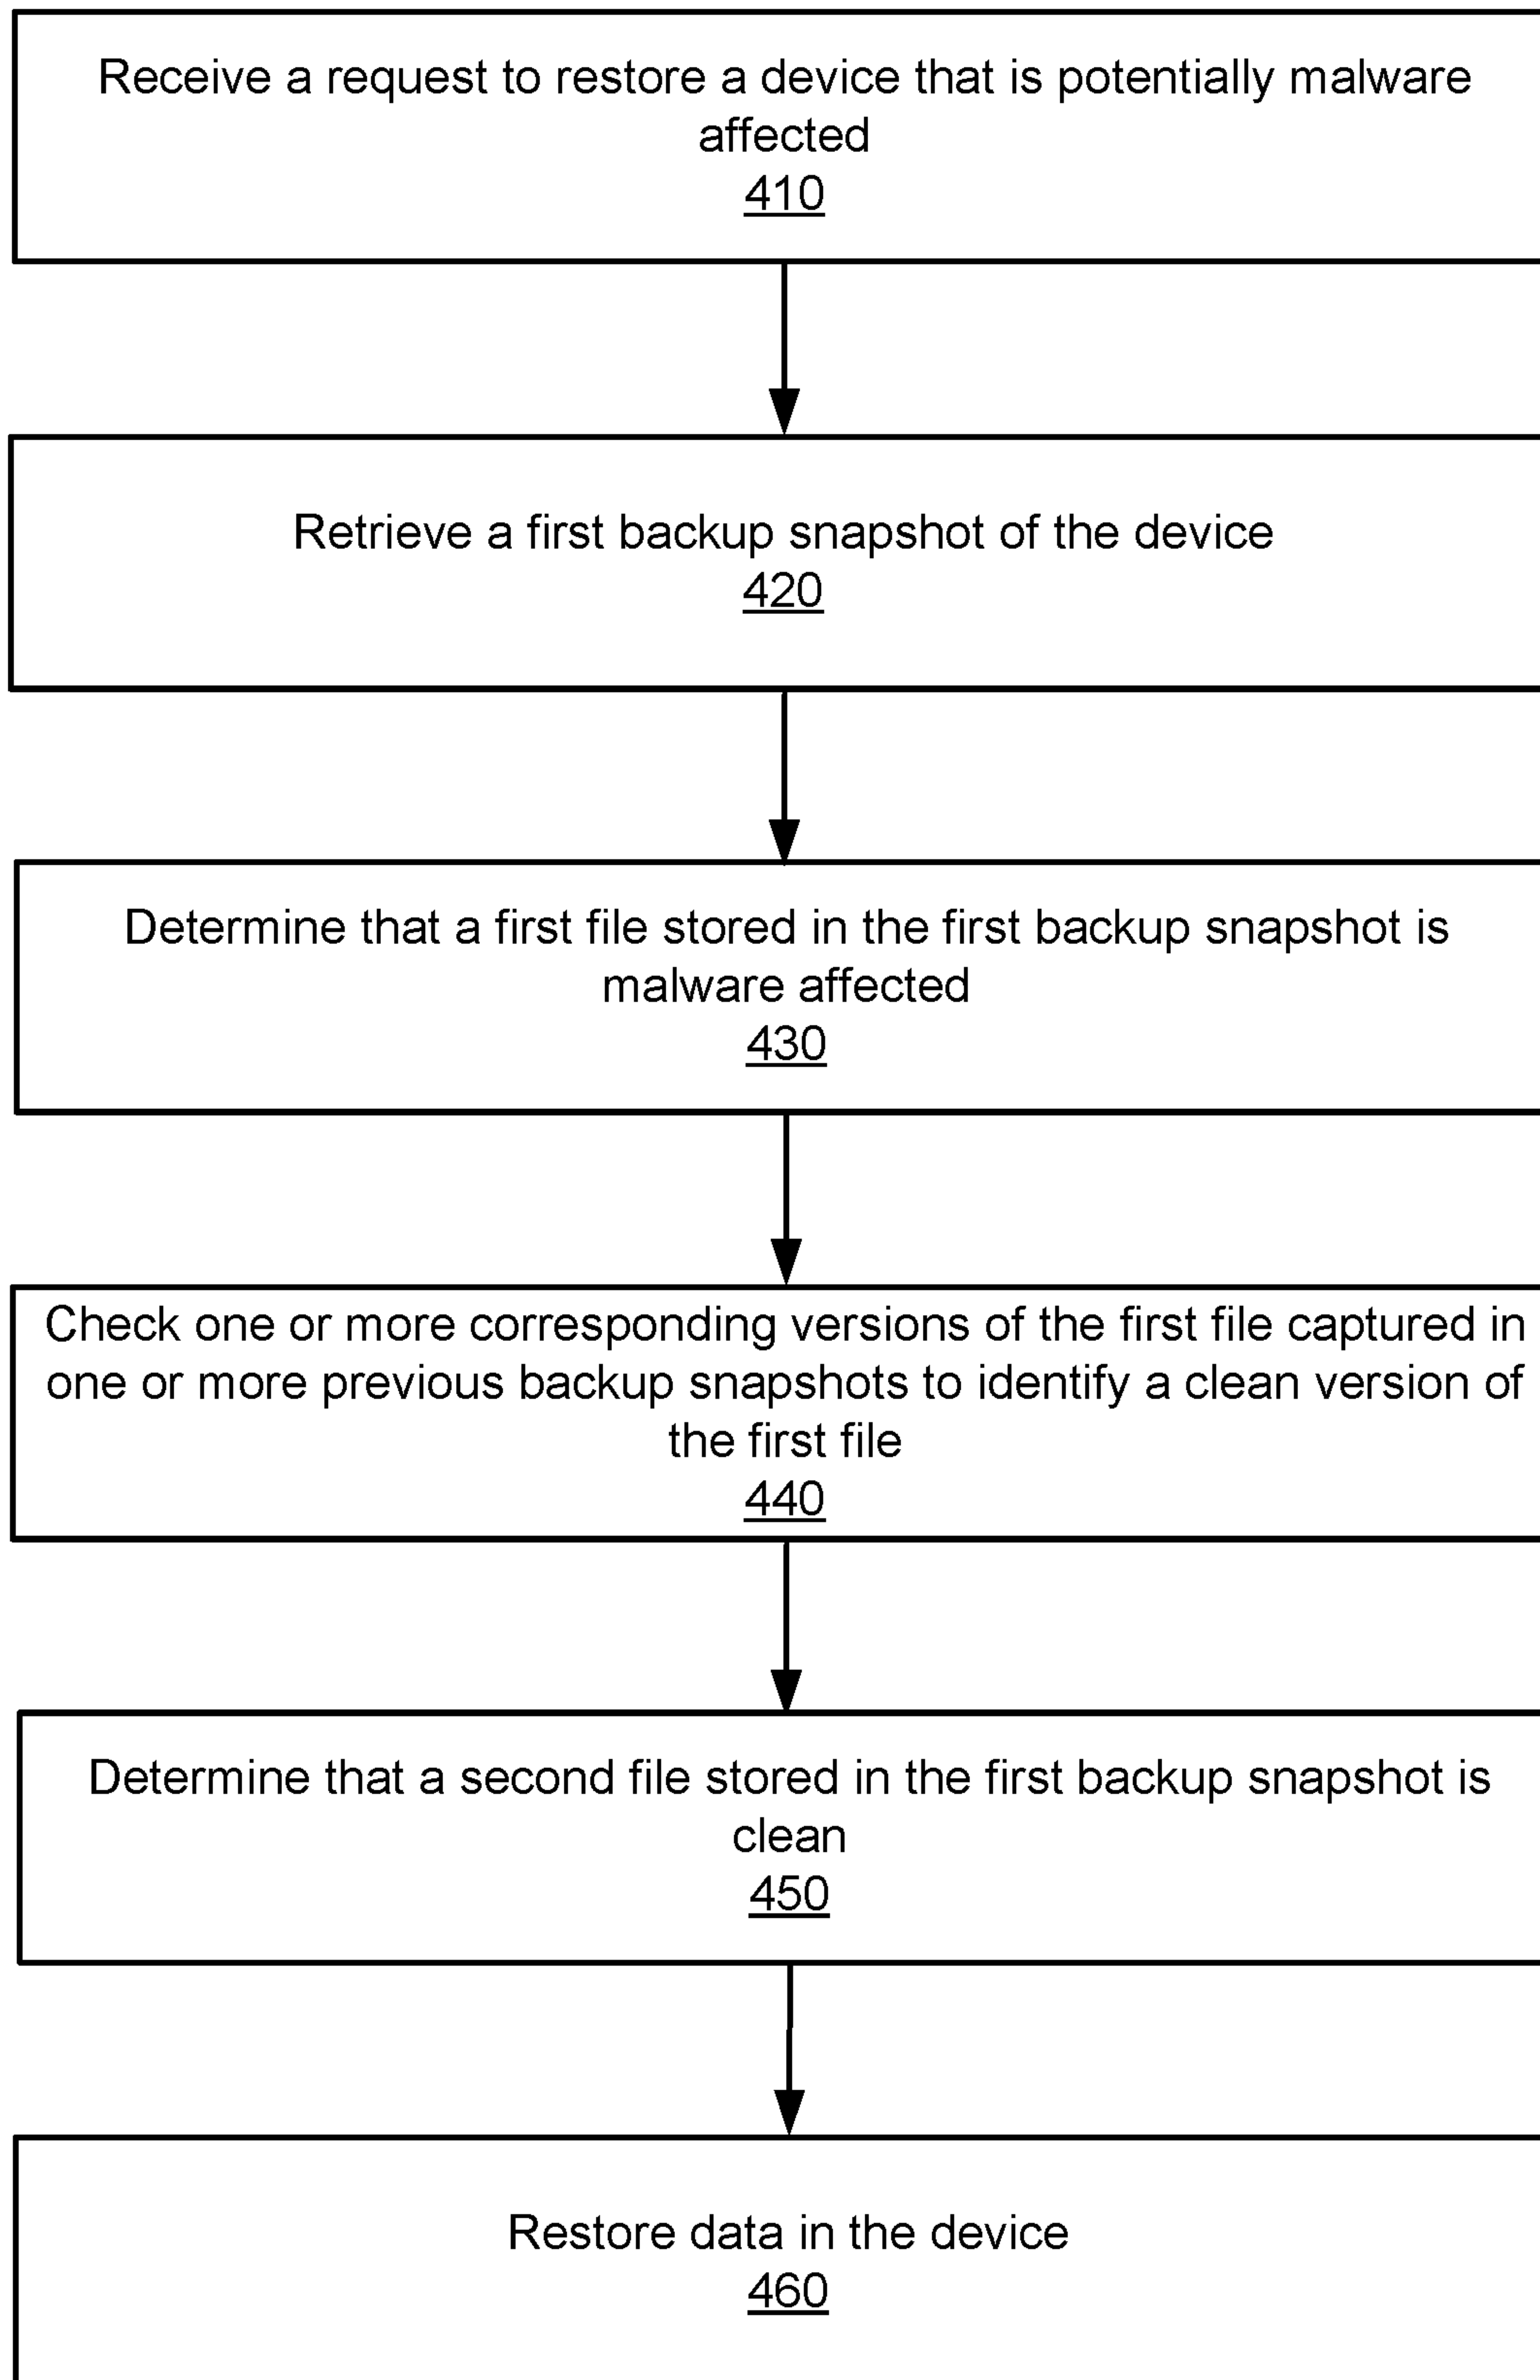 Receive a request to restore a device that is potentially malware
affected
410
Retrieve a first backup snapshot of the device
420
Determine that a first file stored in the first backup snapshot is
malware affected
430
Check one or more corresponding versions of the first file captured in
one or more previous backup snapshots to identify a clean version of
the first file
440
Determine that a second file stored in the first backup snapshot is
clean
450
Restore data in the device
460